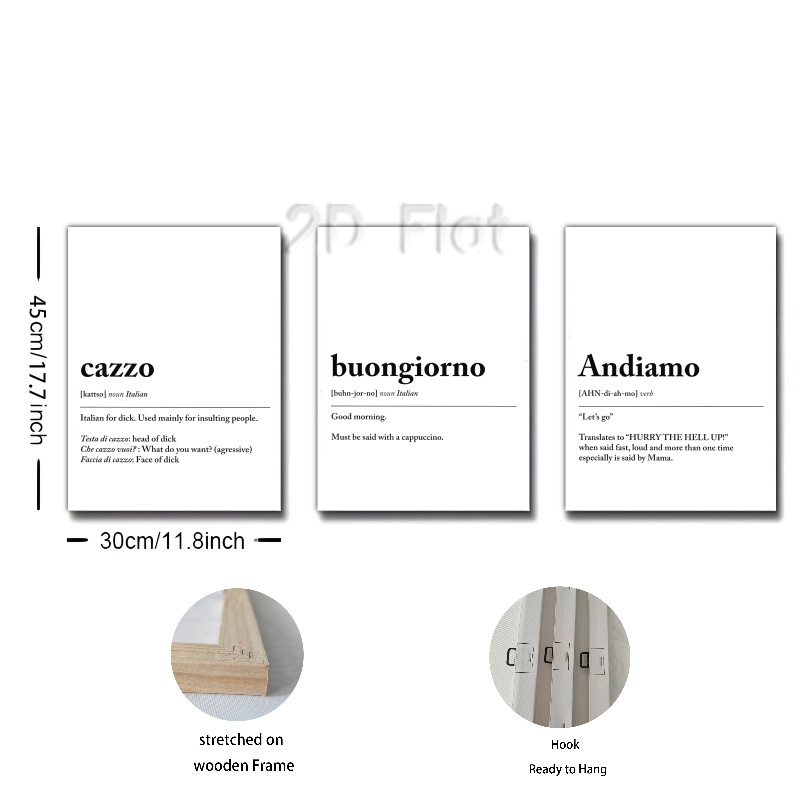 2D Flat
45cm/17.7inch
cazzo
[kattso] noun Italian
Italian for dick. Used mainly for insulting people.
Testa di cazzo: head of dick
Che cazzo vuoi? : What do you want? (agressive)
Faccia di cazzo: Face of dick
buongiorno
[buhn-jor-no] noun Italian
Good morning.
Must be said with a cappuccino.
Andiamo
[AHN-di-ah-mo] verb
“Let’s go”
Translates to “HURRY THE HELL UP!”
when said fast, loud and more than one time
especially is said by Mama.
30cm/11.8inch
stretched on
wooden Frame
Hook
Ready to Hang